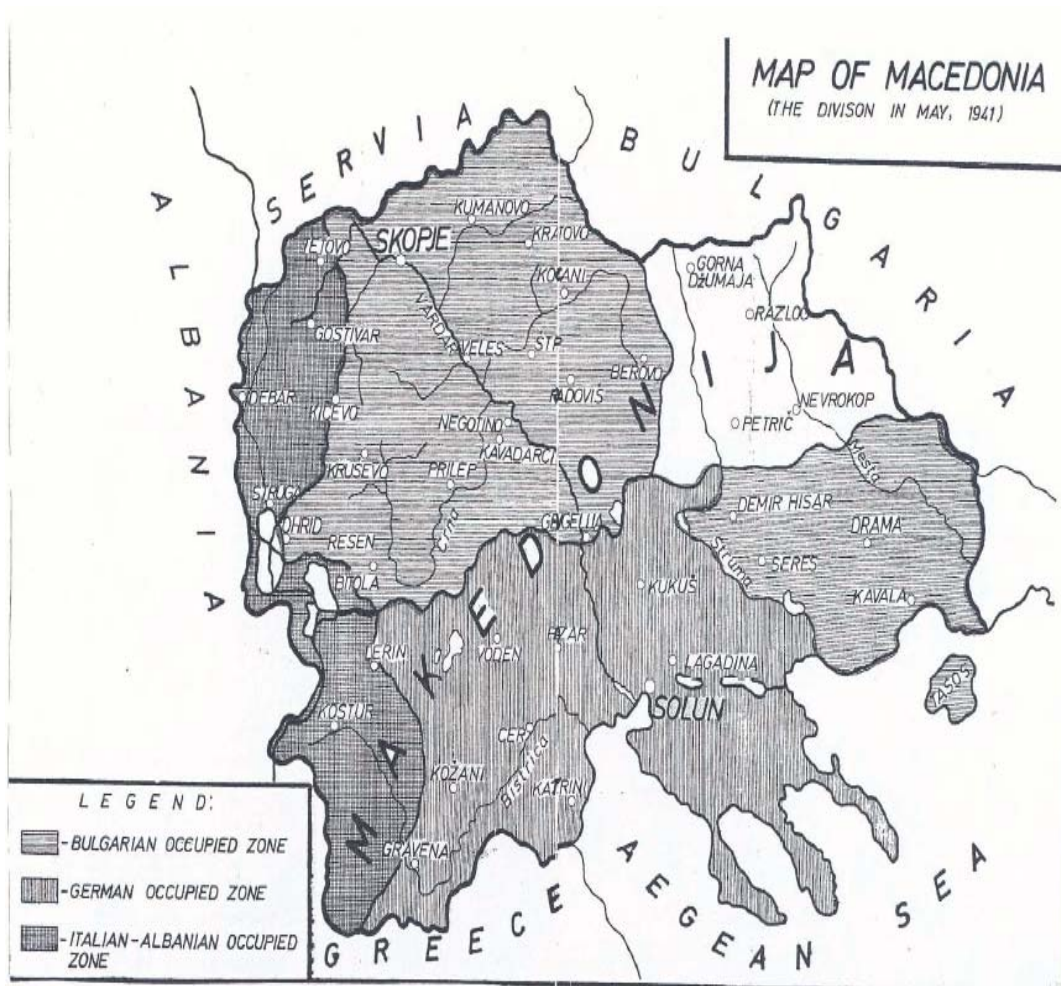 MAP OF MACEDONIA
(THE DIVISON IN MAY, 1941)
SERVIA
BULGARIA
ALBANIA
GREECE
AEGEAN SEA
MAKEDONIJA
KUMANOVO
TETOVO
SKOPJE
KRATOVO
GORNA
DŽUMAJA
KOČANI
RAZLOG
GOSTIVAR
VARDAR
VELES
ŠTIP
BEROVO
DEBAR
KIČEVO
RADOVIŠ
NEVROKOP
NEGOTINO
PETRIČ
KAVADARCI
KRUŠEVO
PRILEP
Mesta
STRUGA
OHRID
RESEN
Crna
GEVGELIJA
DEMIR HISAR
DRAMA
BITOLA
Struma
SERES
KUKUŠ
KAVALA
LERIN
VODEN
PAZAR
LAGADINA
TASOS
KOSTUR
SOLUN
CERS
KOŽANI
Bistrica
KATRIN
GRAVENA
LEGEND:
-BULGARIAN OCCUPIED ZONE
-GERMAN OCCUPIED ZONE
-ITALIAN-ALBANIAN OCCUPIED
ZONE